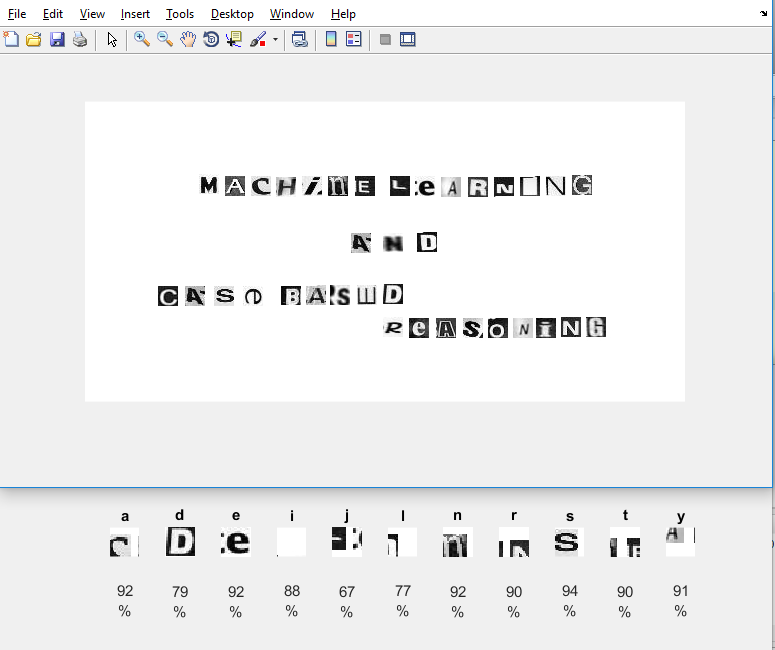 File Edit View Insert Tools Desktop Window Help
MACHiNE LeARNING
AND
CASe BASED
ReASONiNG
a d e i j l n r s t y
92 79 92 88 67 77 92 90 94 90 91
% % % % % % % % % % %